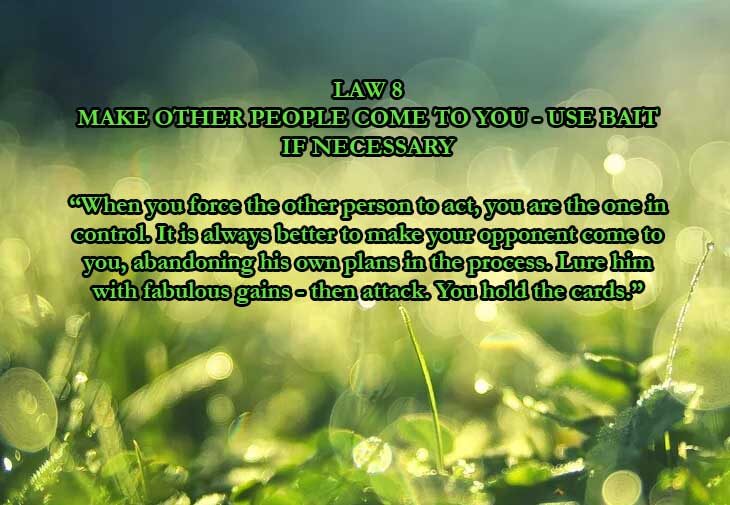 LAW 8
MAKE OTHER PEOPLE COME TO YOU - USE BAIT
IF NECESSARY
“When you force the other person to act, you are the one in
control. It is always better to make your opponent come to
you, abandoning his own plans in the process. Lure him
with fabulous gains - then attack. You hold the cards.”